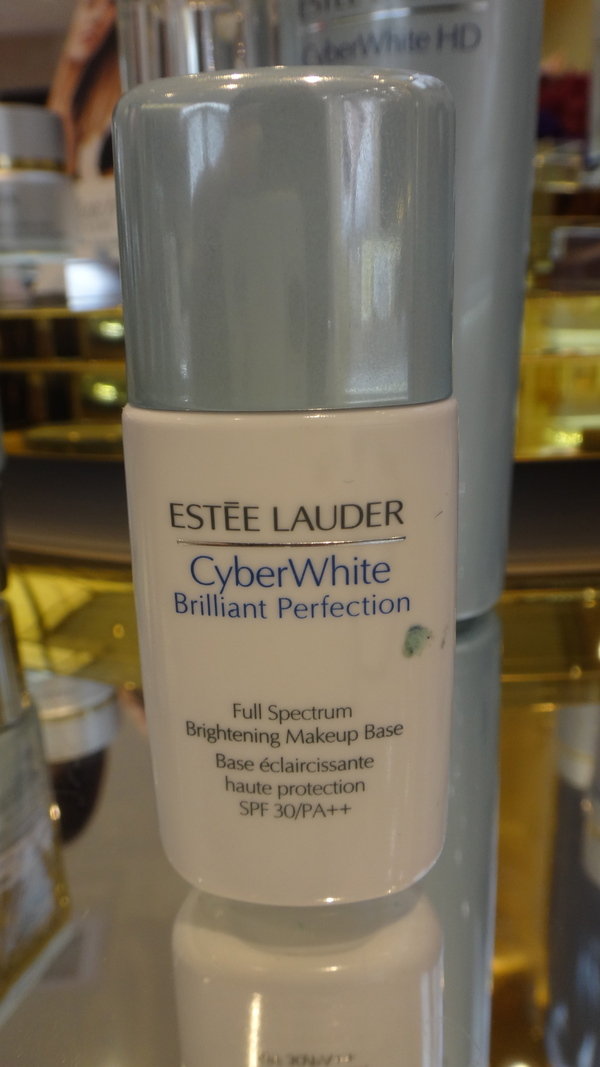 CyberWhite HD
ESTĒE LAUDER
CyberWhite
Brilliant Perfection
Full Spectrum
Brightening Makeup Base
Base éclaircissante
haute protection
SPF 30/PA++